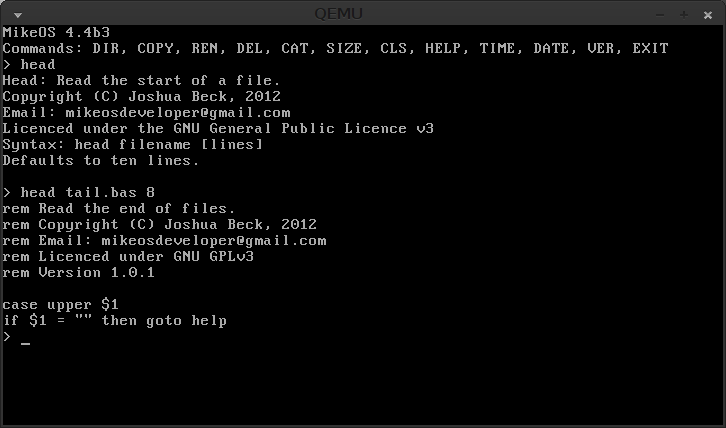 QEMU
MikeOS 4.4b3
Commands: DIR, COPY, REN, DEL, CAT, SIZE, CLS, HELP, TIME, DATE, VER, EXIT
> head
Head: Read the start of a file.
Copyright (C) Joshua Beck, 2012
Email: mikeosdeveloper@gmail.com
Licenced under the GNU General Public Licence v3
Syntax: head filename [lines]
Defaults to ten lines.
> head tail.bas 8
rem Read the end of files.
rem Copyright (C) Joshua Beck, 2012
rem Email: mikeosdeveloper@gmail.com
rem Licenced under GNU GPLv3
rem Version 1.0.1
case upper $1
if $1 = "" then goto help
> _